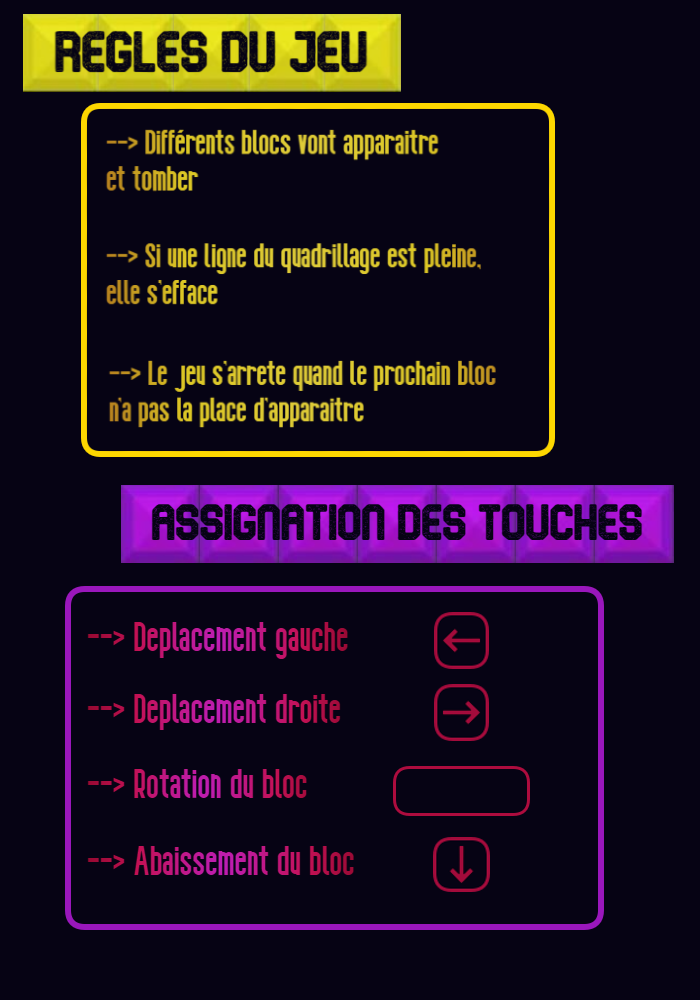 REGLES DU JEU
--> Différents blocs vont apparaitre
et tomber
--> Si une ligne du quadrillage est pleine,
elle s'efface
--> Le jeu s'arrete quand le prochain bloc
n'a pas la place d'apparaitre
ASSIGNATION DES TOUCHES
--> Deplacement gauche ←
--> Deplacement droite →
--> Rotation du bloc
--> Abaissement du bloc ↓